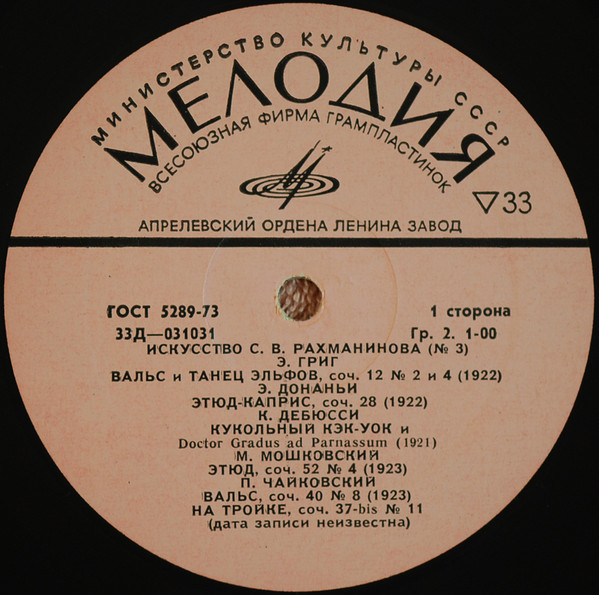 МИНИСТЕРСТВО КУЛЬТУРЫ СССР
МЕЛОДИЯ
ВСЕСОЮЗНАЯ ФИРМА ГРАМПЛАСТИНОК
▽33
АПРЕЛЕВСКИЙ ОРДЕНА ЛЕНИНА ЗАВОД
ГОСТ 5289-73 1 сторона
33Д—031031 Гр. 2. 1-00
ИСКУССТВО С. В. РАХМАНИНОВА (№ 3)
Э. ГРИГ
ВАЛЬС и ТАНЕЦ ЭЛЬФОВ, соч. 12 № 2 и 4 (1922)
Э. ДОНАНЬИ
ЭТЮД-КАПРИС, соч. 28 (1922)
К. ДЕБЮССИ
КУКОЛЬНЫЙ КЭК-УОК и
Doctor Gradus ad Parnassum (1921)
М. МОШКОВСКИЙ
ЭТЮД, соч. 52 № 4 (1923)
П. ЧАЙКОВСКИЙ
ВАЛЬС, соч. 40 № 8 (1923)
НА ТРОЙКЕ, соч. 37-bis № 11
(дата записи неизвестна)